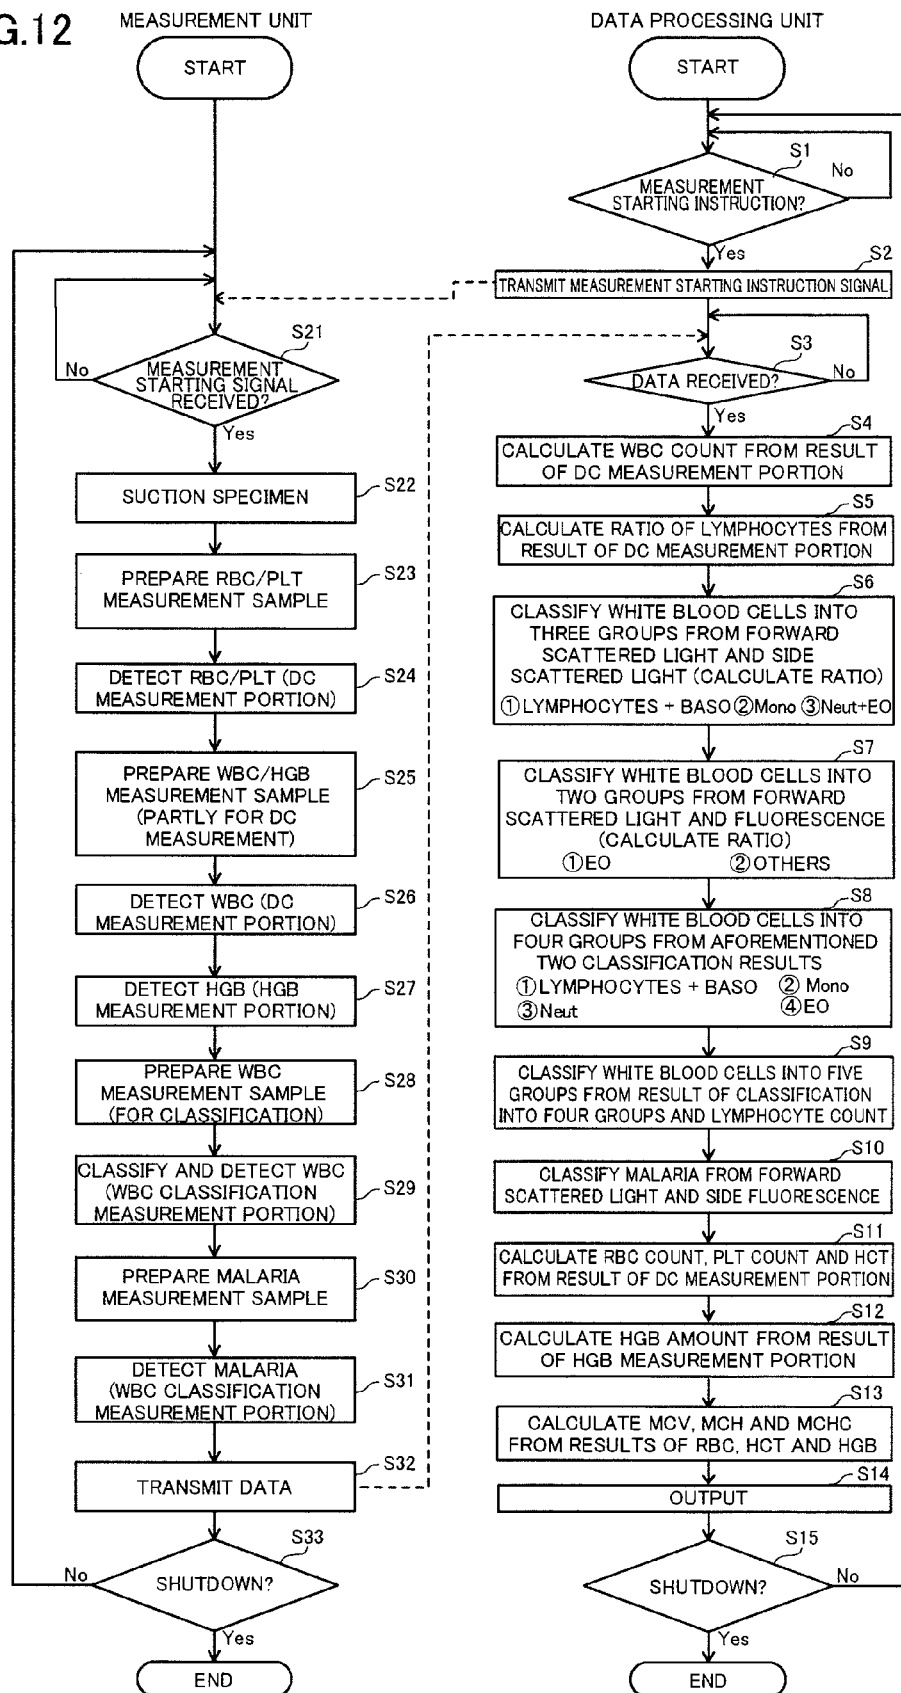 G.12
MEASUREMENT UNIT
START
S21
MEASUREMENT
STARTING SIGNAL
RECEIVED?
No
Yes
S22
SUCTION SPECIMEN
S23
PREPARE RBC/PLT
MEASUREMENT SAMPLE
S24
DETECT RBC/PLT (DC
MEASUREMENT PORTION)
S25
PREPARE WBC/HGB
MEASUREMENT SAMPLE
(PARTLY FOR DC
MEASUREMENT)
S26
DETECT WBC (DC
MEASUREMENT PORTION)
S27
DETECT HGB (HGB
MEASUREMENT PORTION)
S28
PREPARE WBC
MEASUREMENT SAMPLE
(FOR CLASSIFICATION)
S29
CLASSIFY AND DETECT WBC
(WBC CLASSIFICATION
MEASUREMENT PORTION)
S30
PREPARE MALARIA
MEASUREMENT SAMPLE
S31
DETECT MALARIA
(WBC CLASSIFICATION
MEASUREMENT PORTION)
S32
TRANSMIT DATA
S33
SHUTDOWN?
No
Yes
END
DATA PROCESSING UNIT
START
S1
MEASUREMENT
STARTING INSTRUCTION?
No
Yes
S2
TRANSMIT MEASUREMENT STARTING INSTRUCTION SIGNAL
S3
DATA RECEIVED?
No
Yes
S4
CALCULATE WBC COUNT FROM RESULT
OF DC MEASUREMENT PORTION
S5
CALCULATE RATIO OF LYMPHOCYTES FROM
RESULT OF DC MEASUREMENT PORTION
S6
CLASSIFY WHITE BLOOD CELLS INTO
THREE GROUPS FROM FORWARD
SCATTERED LIGHT AND SIDE
SCATTERED LIGHT (CALCULATE RATIO)
①LYMPHOCYTES + BASO ②Mono ③Neut+EO
S7
CLASSIFY WHITE BLOOD CELLS INTO
TWO GROUPS FROM FORWARD
SCATTERED LIGHT AND FLUORESCENCE
(CALCULATE RATIO)
①EO ②OTHERS
S8
CLASSIFY WHITE BLOOD CELLS INTO
FOUR GROUPS FROM AFOREMENTIONED
TWO CLASSIFICATION RESULTS
①LYMPHOCYTES + BASO ② Mono
③Neut ④EO
S9
CLASSIFY WHITE BLOOD CELLS INTO FIVE
GROUPS FROM RESULT OF CLASSIFICATION
INTO FOUR GROUPS AND LYMPHOCYTE COUNT
S10
CLASSIFY MALARIA FROM FORWARD
SCATTERED LIGHT AND SIDE FLUORESCENCE
S11
CALCULATE RBC COUNT, PLT COUNT AND HCT
FROM RESULT OF DC MEASUREMENT PORTION
S12
CALCULATE HGB AMOUNT FROM RESULT
OF HGB MEASUREMENT PORTION
S13
CALCULATE MCV, MCH AND MCHC
FROM RESULTS OF RBC, HCT AND HGB
S14
OUTPUT
S15
SHUTDOWN?
No
Yes
END